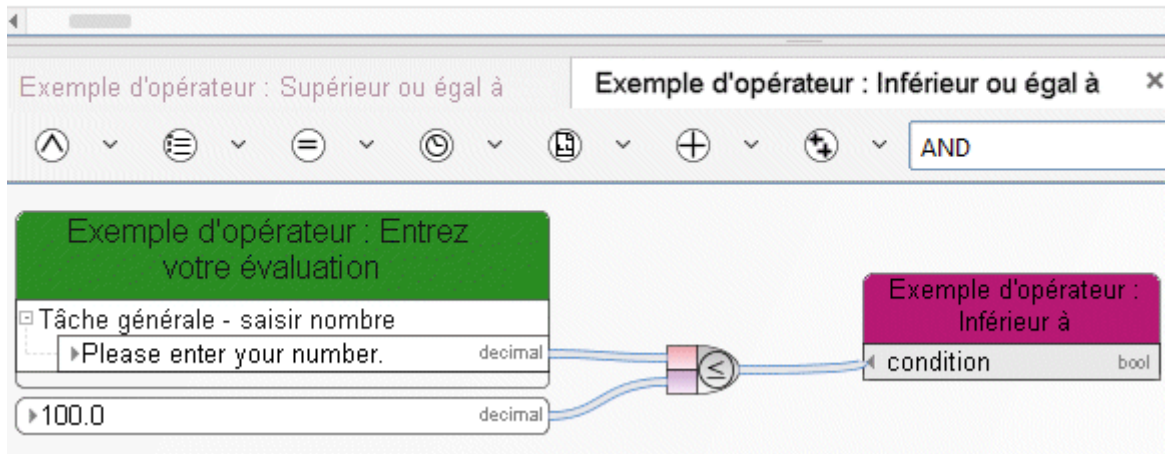 Exemple d'opérateur : Supérieur ou égal à
Exemple d'opérateur : Inférieur ou égal à
AND
Exemple d'opérateur : Entrez
votre évaluation
Tâche générale - saisir nombre
Please enter your number. decimal
100.0 decimal
≤
Exemple d'opérateur :
Inférieur à
condition bool